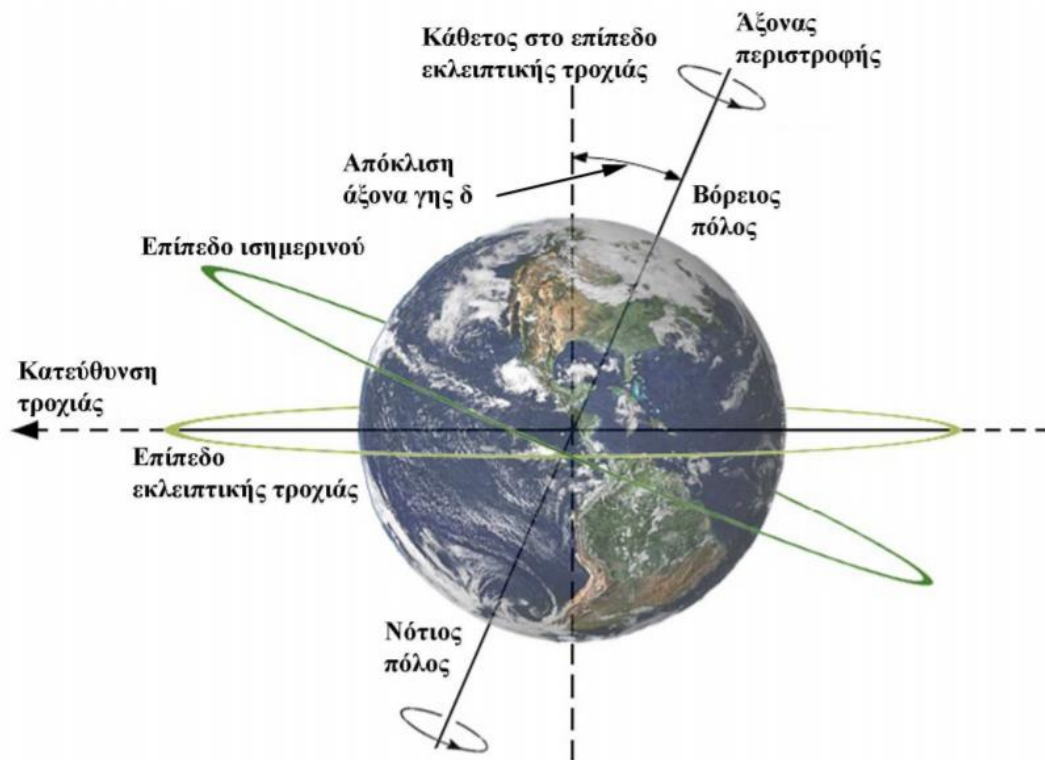 Κάθετος στο επίπεδο
εκλειπτικής τροχιάς
Άξονας
περιστροφής
Απόκλιση
άξονα γης δ
Βόρειος
πόλος
Επίπεδο ισημερινού
Κατεύθυνση
τροχιάς
Επίπεδο
εκλειπτικής τροχιάς
Νότιος
πόλος